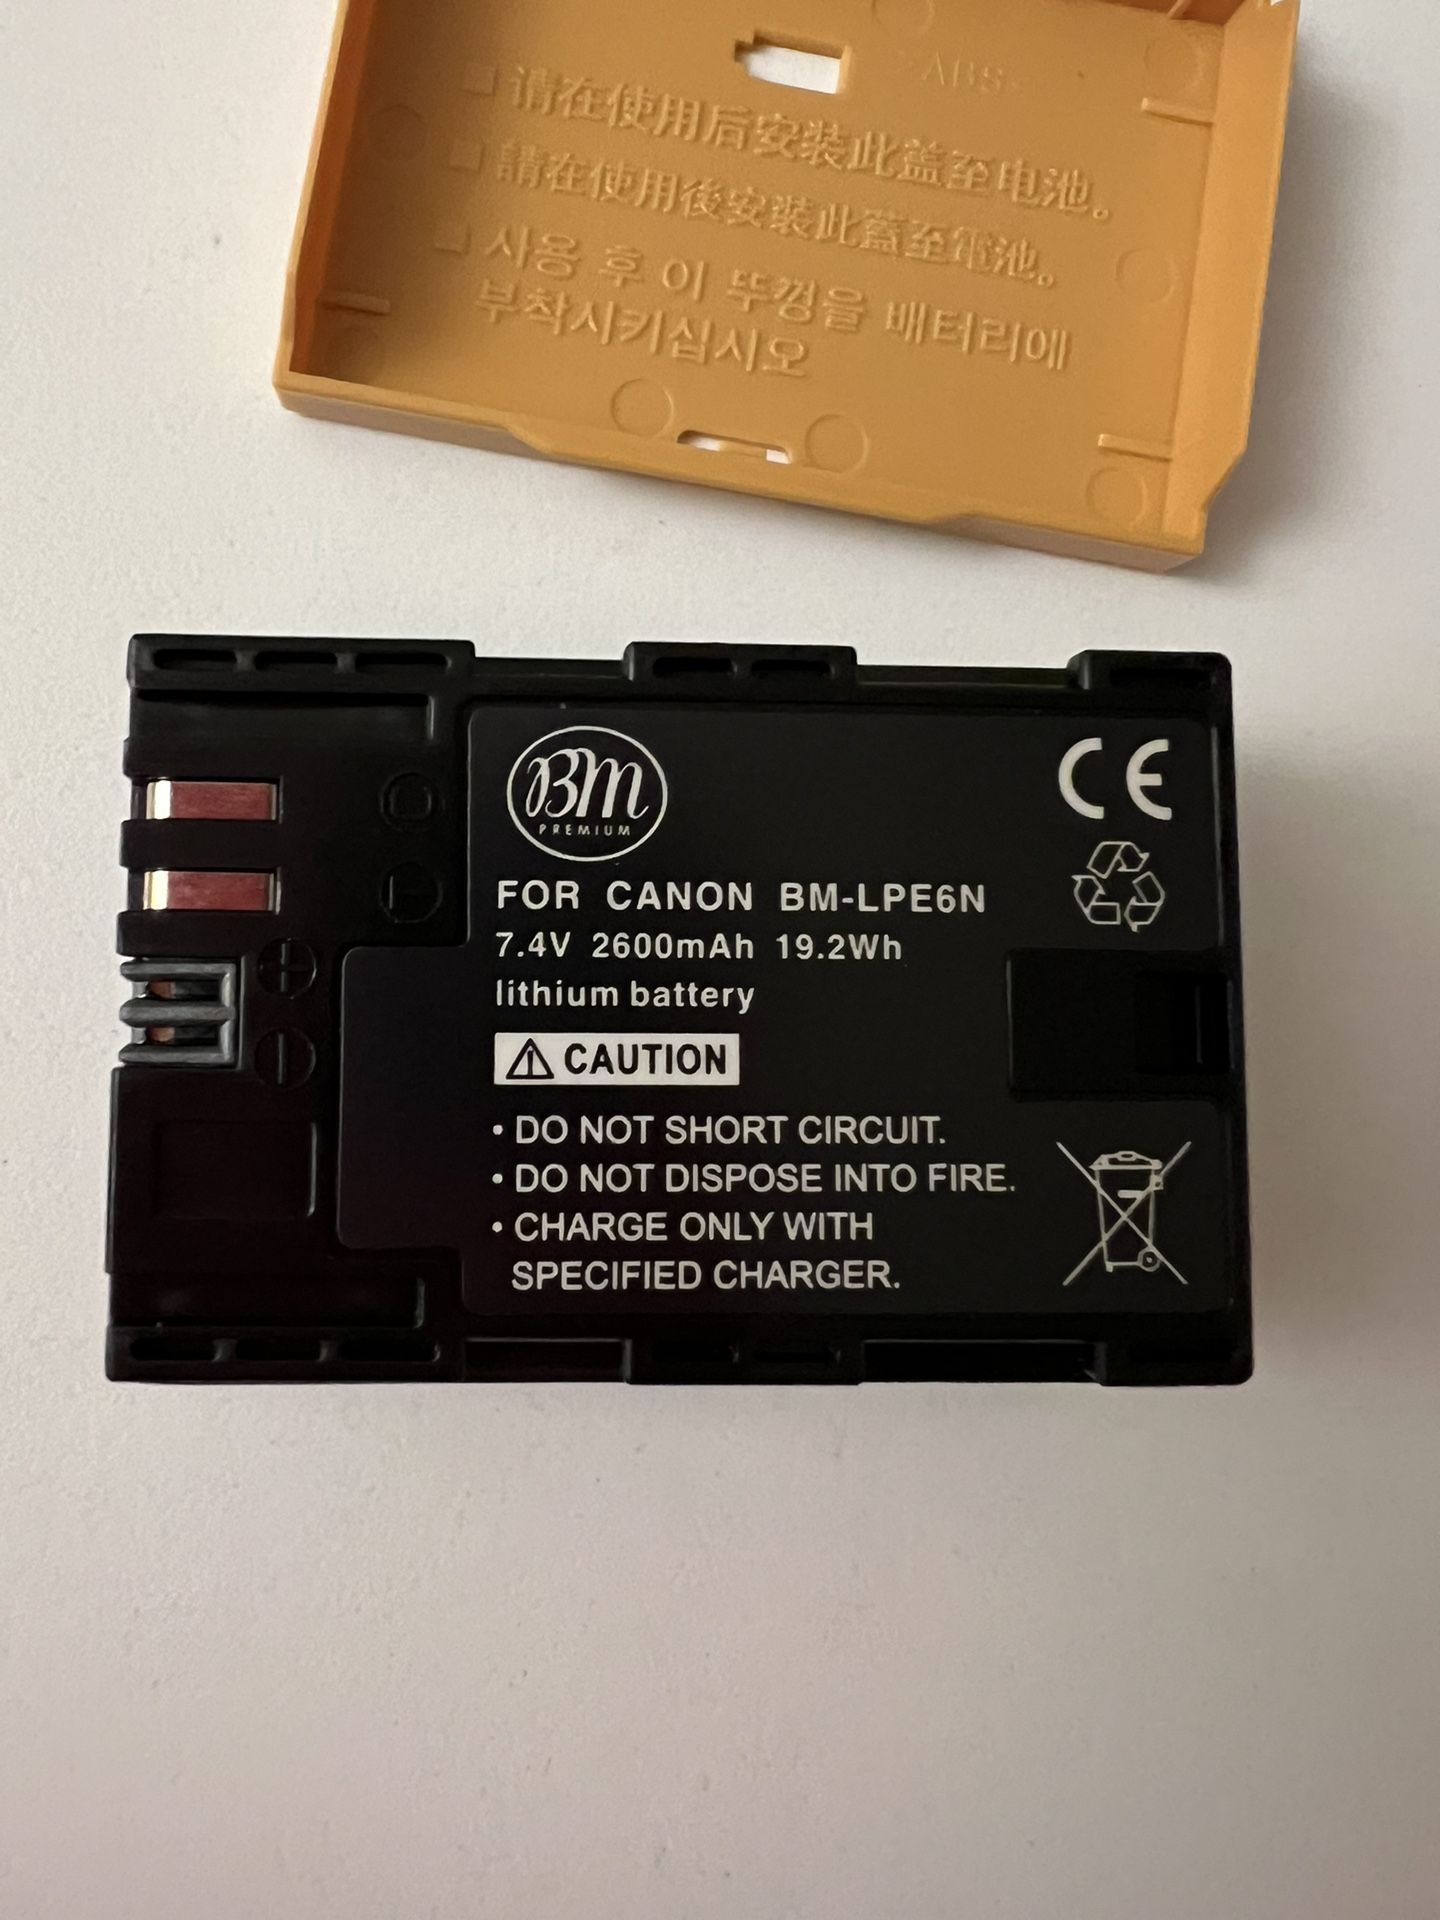 >ABS<
■ 请在使用后安装此盖至电池。
■ 請在使用後安裝此蓋至電池。
■ 사용 후 이 뚜껑을 배터리에
부착시키십시오
BM
PREMIUM
CE
FOR CANON BM-LPE6N
7.4V 2600mAh 19.2Wh
lithium battery
CAUTION
• DO NOT SHORT CIRCUIT.
• DO NOT DISPOSE INTO FIRE.
• CHARGE ONLY WITH
SPECIFIED CHARGER.